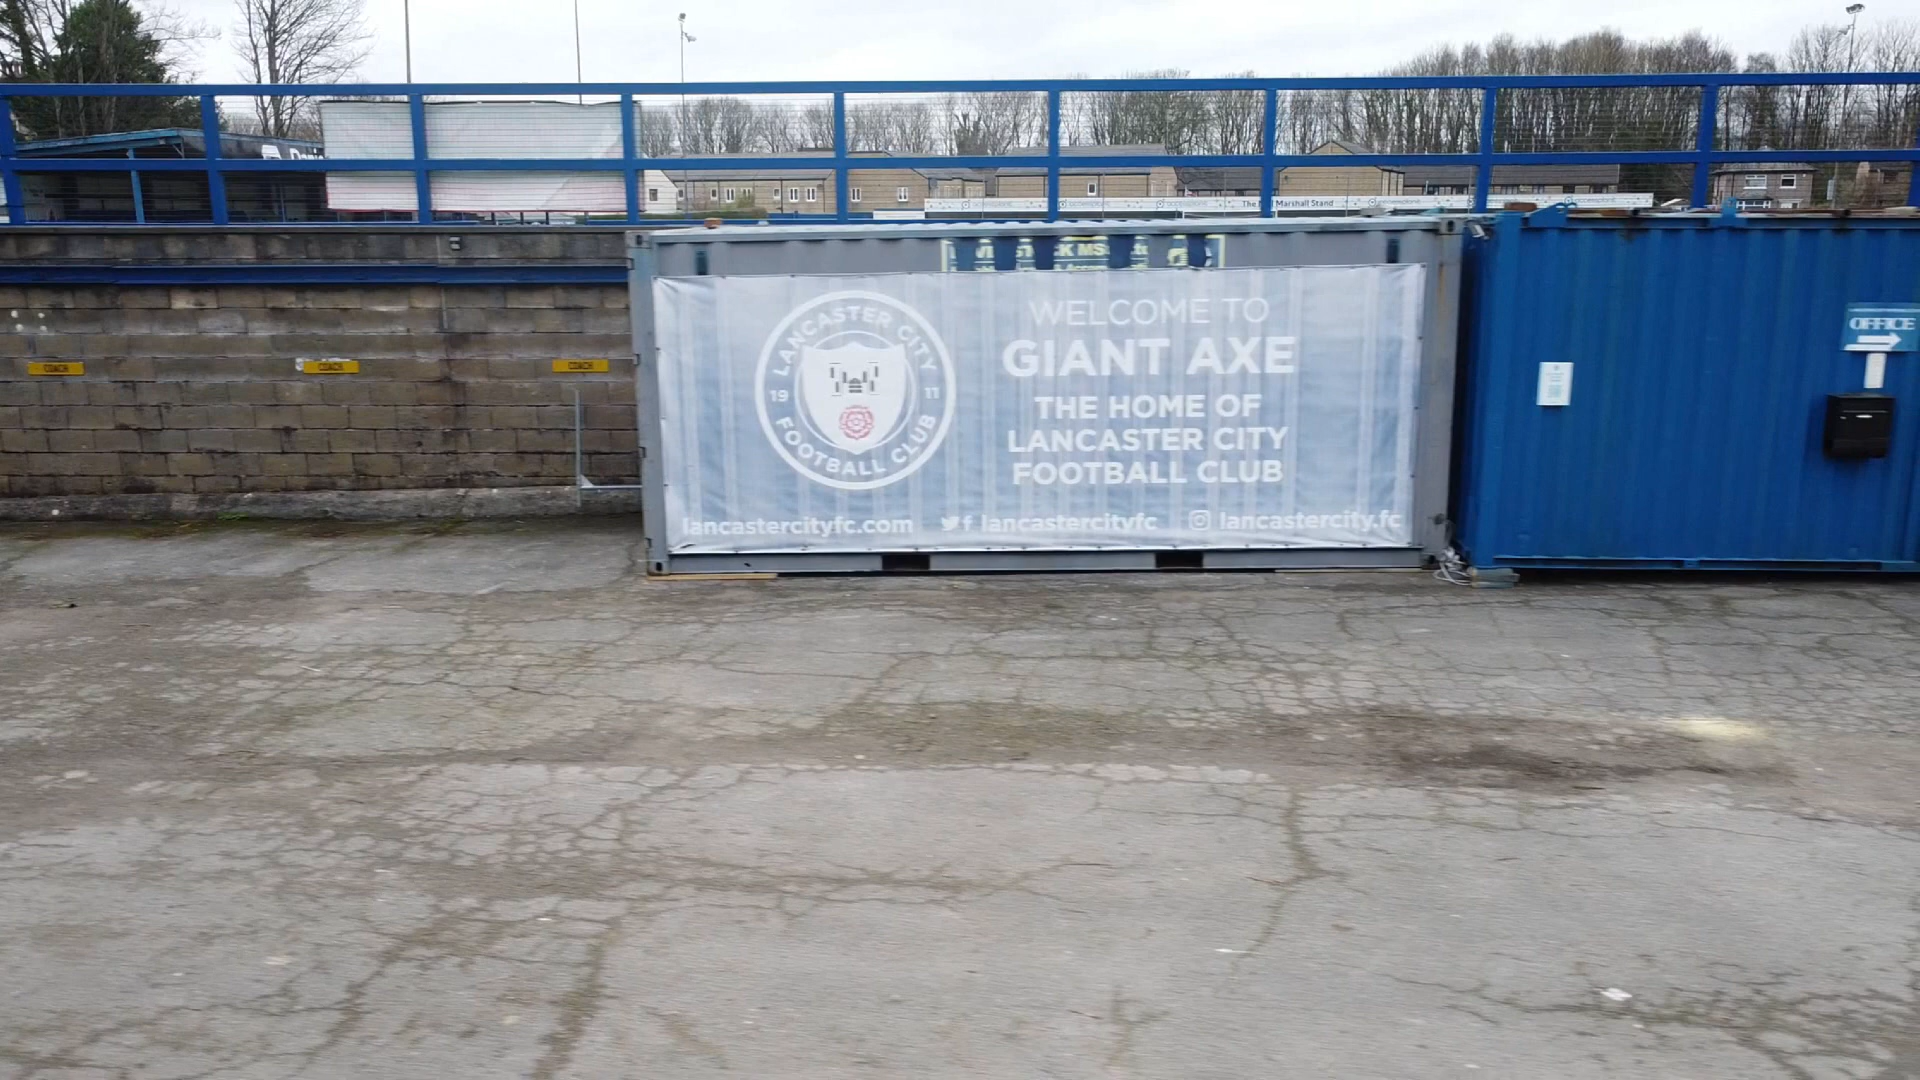 The Marshall Stand
COACH
COACH
COACH
LANCASTER CITY
19 11
FOOTBALL CLUB
WELCOME TO
GIANT AXE
THE HOME OF
LANCASTER CITY
FOOTBALL CLUB
lancastercityfc.com f lancastercityfc lancastercity.fc
OFFICE